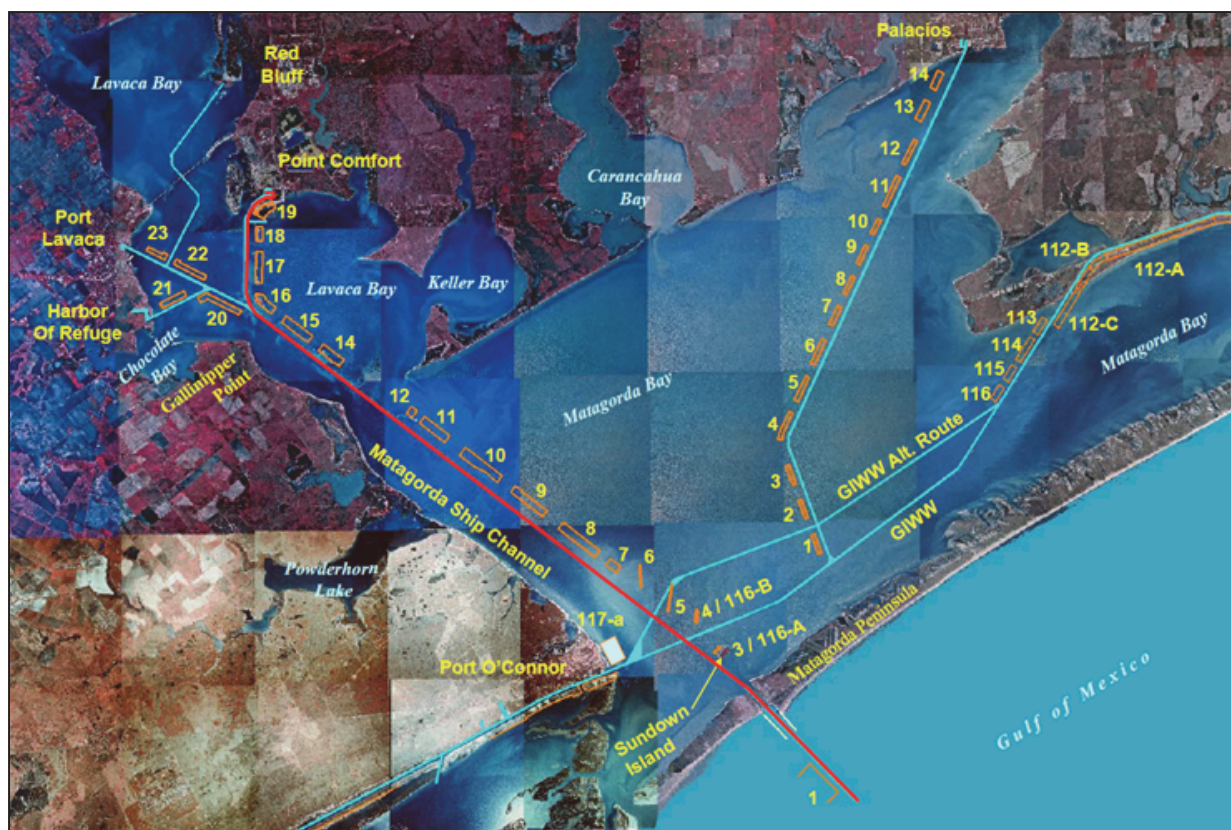 Palacios
Red
Bluff
Lavaca Bay
14
13
Point Comfort
12
Carancahua
Bay
11
19
10
Port
Lavaca
23
18
9
112-B
22
112-A
17
Lavaca Bay
Keller Bay
8
21
16
7
113
112-C
Harbor
Of Refuge
20
15
114
Matagorda Bay
Chocolate
Bay
14
6
115
Gallinipper
Point
5
116
12
Matagorda Bay
11
4
10
GIWW Alt. Route
3
Matagorda Ship Channel
9
2
GIWW
8
1
7
6
Powderhorn
Lake
5
4 / 116-B
117-a
3 / 116-A
Matagorda Peninsula
Port O'Connor
Sundown
Island
Gulf of Mexico
1